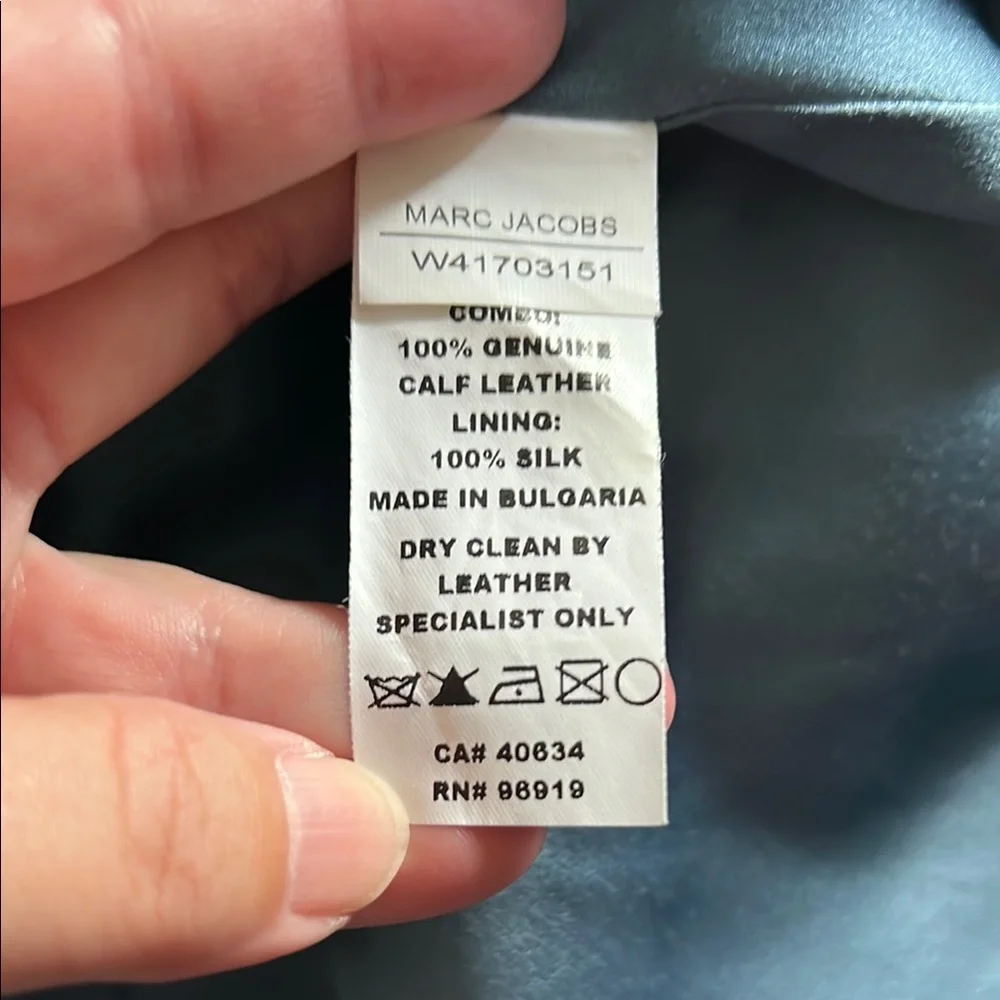 MARC JACOBS
W41703151
COMBO:
100% GENUINE
CALF LEATHER
LINING:
100% SILK
MADE IN BULGARIA
DRY CLEAN BY
LEATHER
SPECIALIST ONLY
CA# 40634
RN# 96919